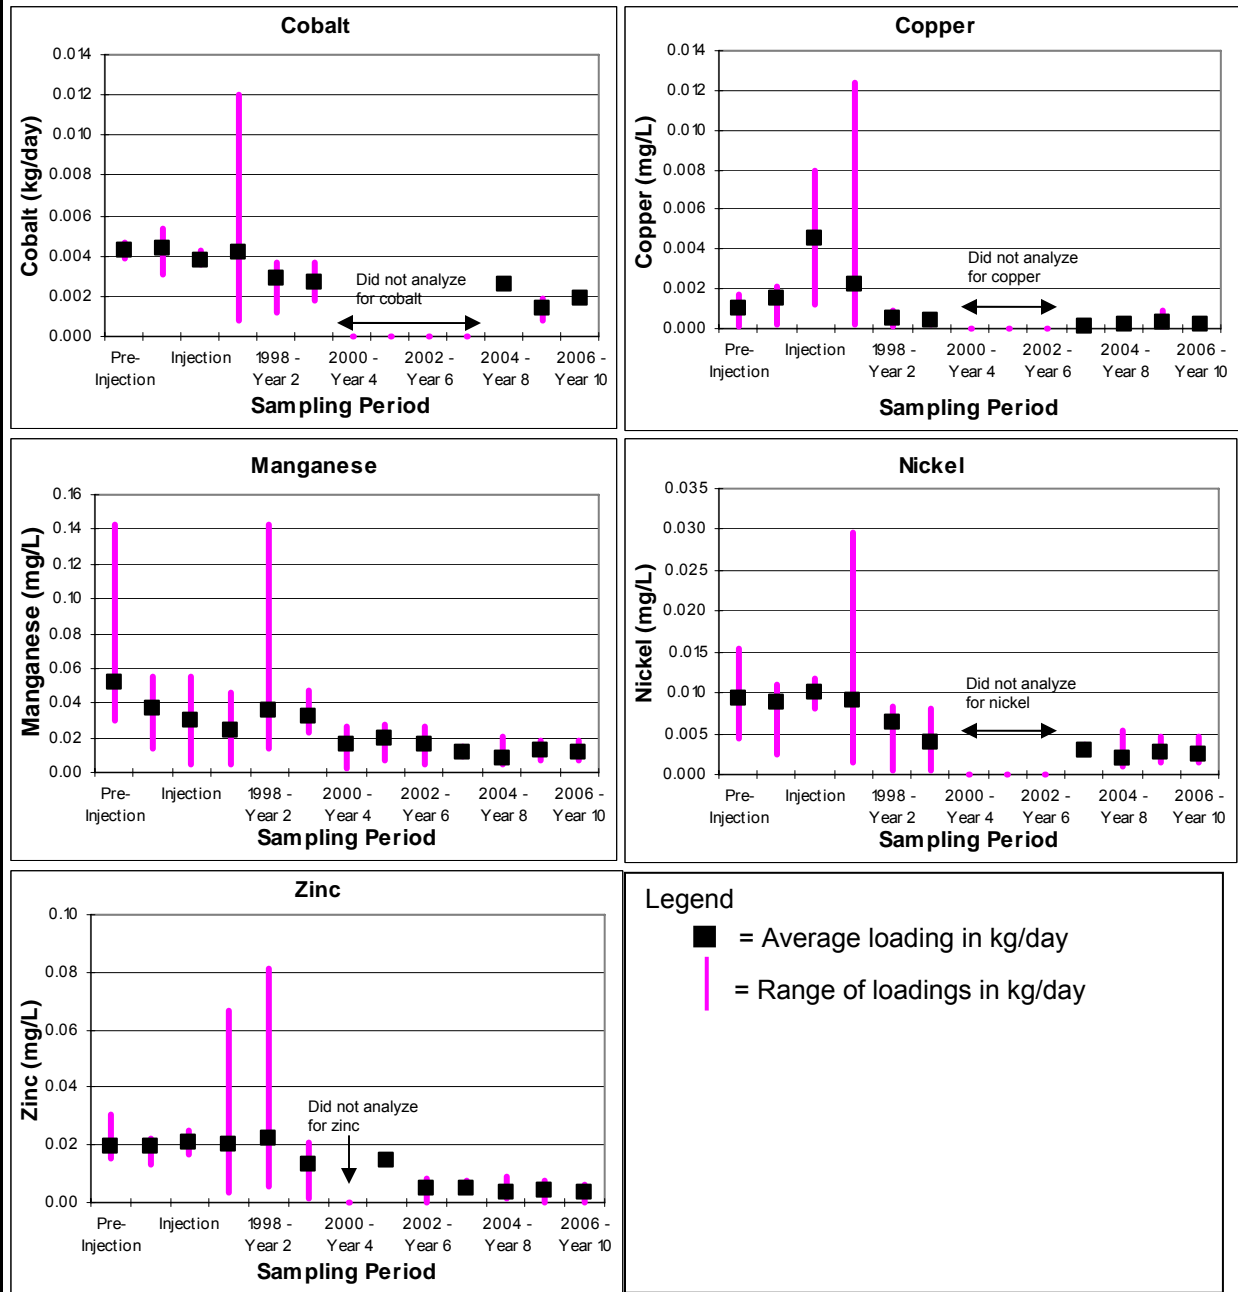 Cobalt
Cobalt (kg/day)
0.014
0.012
0.010
0.008
0.006
0.004
0.002
0.000
Did not analyze
for cobalt
Pre-
Injection
Injection
1998 -
Year 2
2000 -
Year 4
2002 -
Year 6
2004 -
Year 8
2006 -
Year 10
Sampling Period
Copper
Copper (mg/L)
0.014
0.012
0.010
0.008
0.006
0.004
0.002
0.000
Did not analyze
for copper
Pre-
Injection
Injection
1998 -
Year 2
2000 -
Year 4
2002 -
Year 6
2004 -
Year 8
2006 -
Year 10
Sampling Period
Manganese
Manganese (mg/L)
0.16
0.14
0.12
0.10
0.08
0.06
0.04
0.02
0.00
Pre-
Injection
Injection
1998 -
Year 2
2000 -
Year 4
2002 -
Year 6
2004 -
Year 8
2006 -
Year 10
Sampling Period
Nickel
Nickel (mg/L)
0.035
0.030
0.025
0.020
0.015
0.010
0.005
0.000
Did not analyze
for nickel
Pre-
Injection
Injection
1998 -
Year 2
2000 -
Year 4
2002 -
Year 6
2004 -
Year 8
2006 -
Year 10
Sampling Period
Zinc
Zinc (mg/L)
0.10
0.08
0.06
0.04
0.02
0.00
Did not analyze
for zinc
Pre-
Injection
Injection
1998 -
Year 2
2000 -
Year 4
2002 -
Year 6
2004 -
Year 8
2006 -
Year 10
Sampling Period
Legend
= Average loading in kg/day
= Range of loadings in kg/day